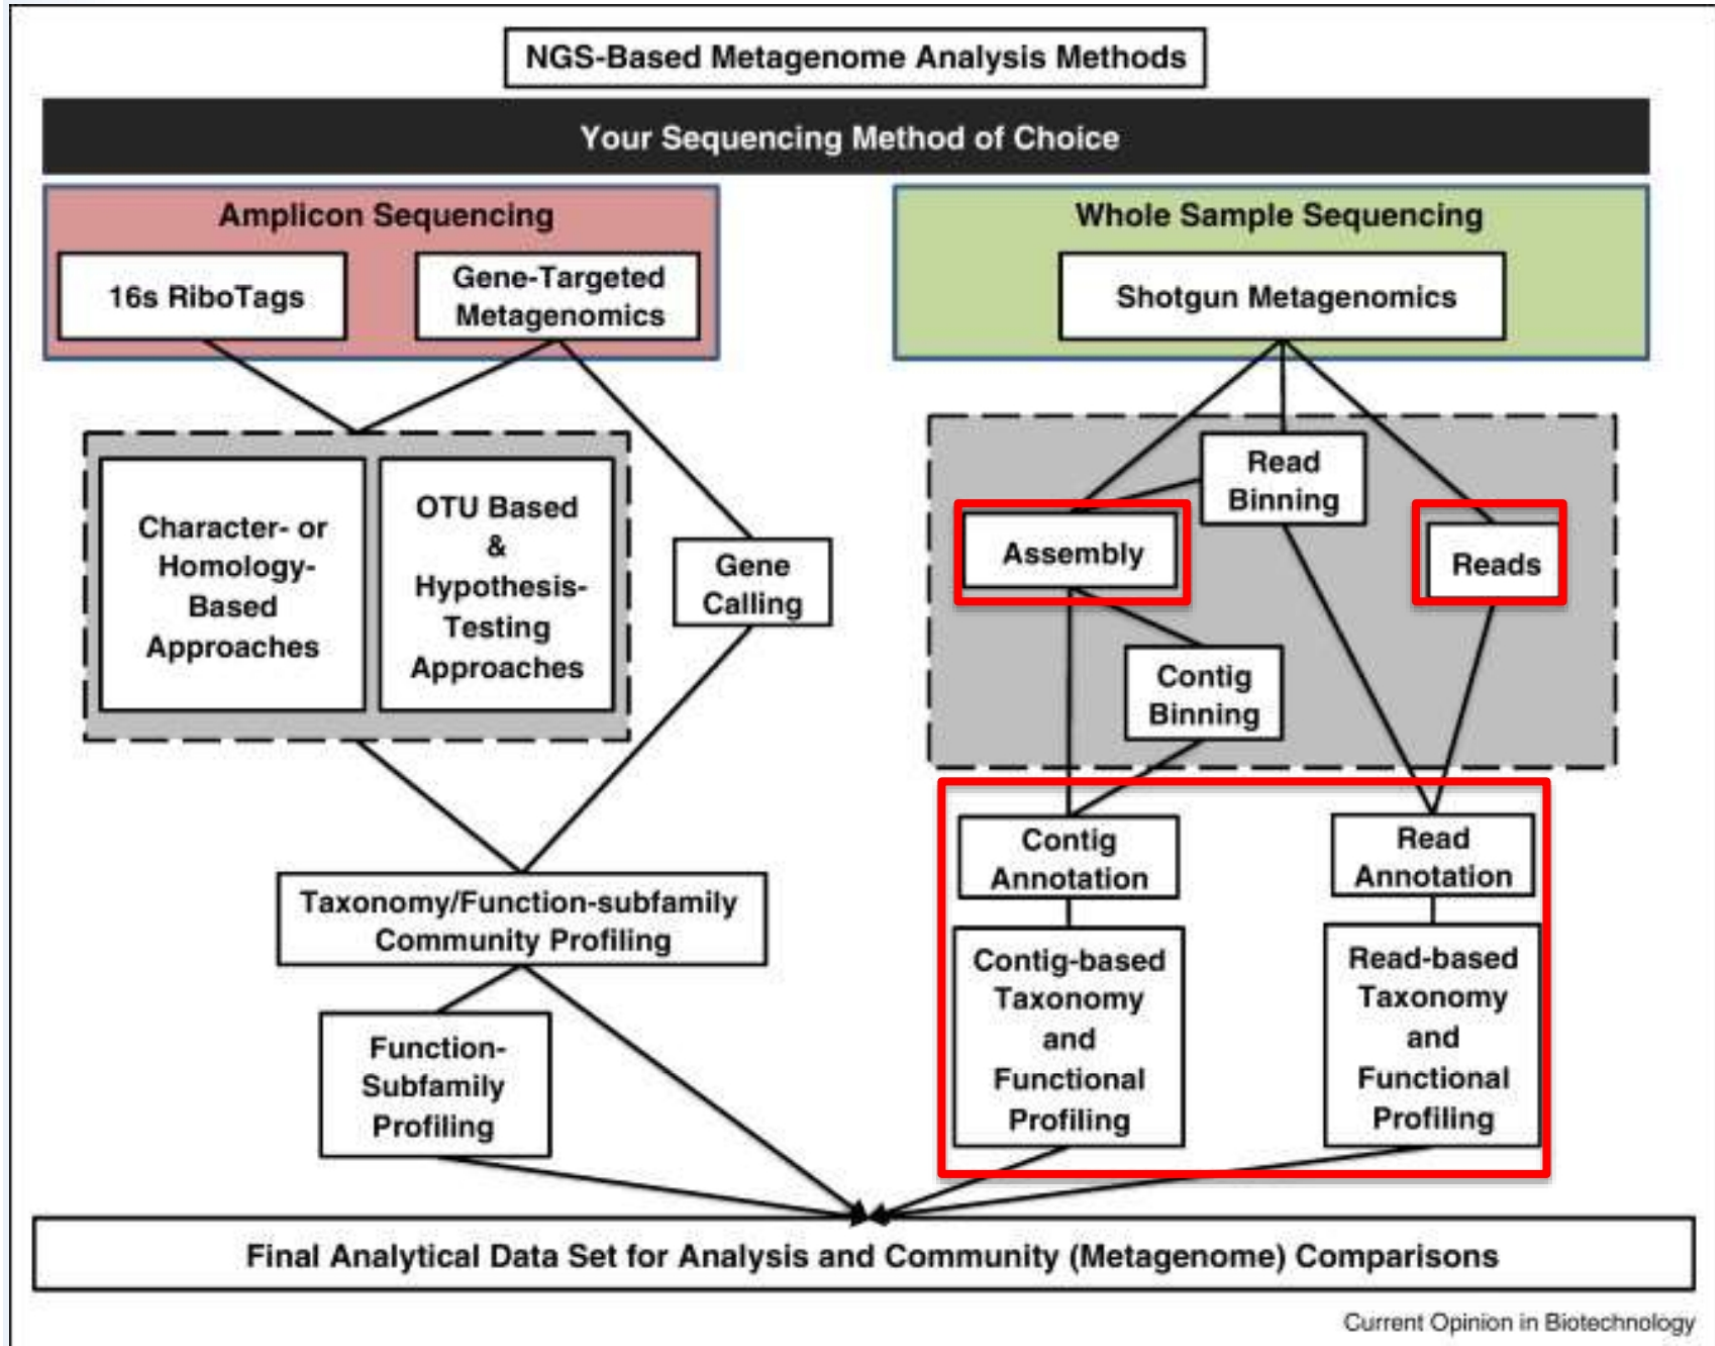 NGS-Based Metagenome Analysis Methods
Your Sequencing Method of Choice
Amplicon Sequencing
16s RiboTags
Gene-Targeted
Metagenomics
Whole Sample Sequencing
Shotgun Metagenomics
Character- or
Homology-
Based
Approaches
OTU Based
&
Hypothesis-
Testing
Approaches
Gene
Calling
Read
Binning
Assembly
Reads
Contig
Binning
Taxonomy/Function-subfamily
Community Profiling
Function-
Subfamily
Profiling
Contig
Annotation
Read
Annotation
Contig-based
Taxonomy
and
Functional
Profiling
Read-based
Taxonomy
and
Functional
Profiling
Final Analytical Data Set for Analysis and Community (Metagenome) Comparisons
Current Opinion in Biotechnology